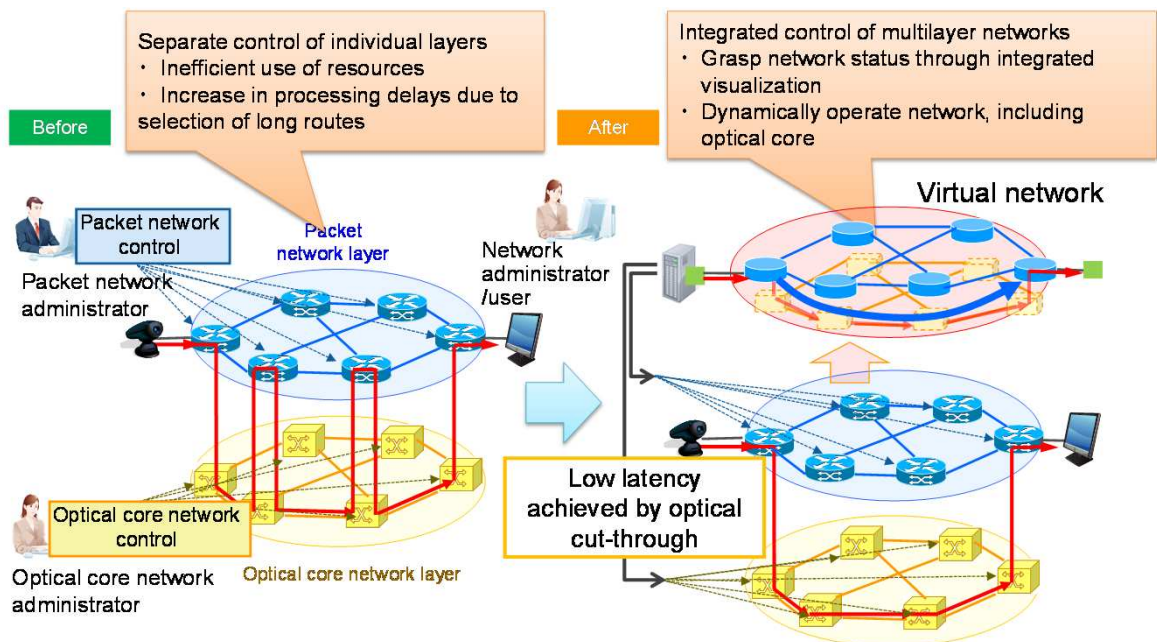 Separate control of individual layers
・ Inefficient use of resources
・ Increase in processing delays due to
selection of long routes
Before
Packet network
control
Packet network
administrator
Packet
network layer
Optical core network
control
Optical core network
administrator
Optical core network layer
Integrated control of multilayer networks
・ Grasp network status through integrated
visualization
・ Dynamically operate network, including
optical core
After
Network
administrator
/user
Virtual network
Low latency
achieved by optical
cut-through